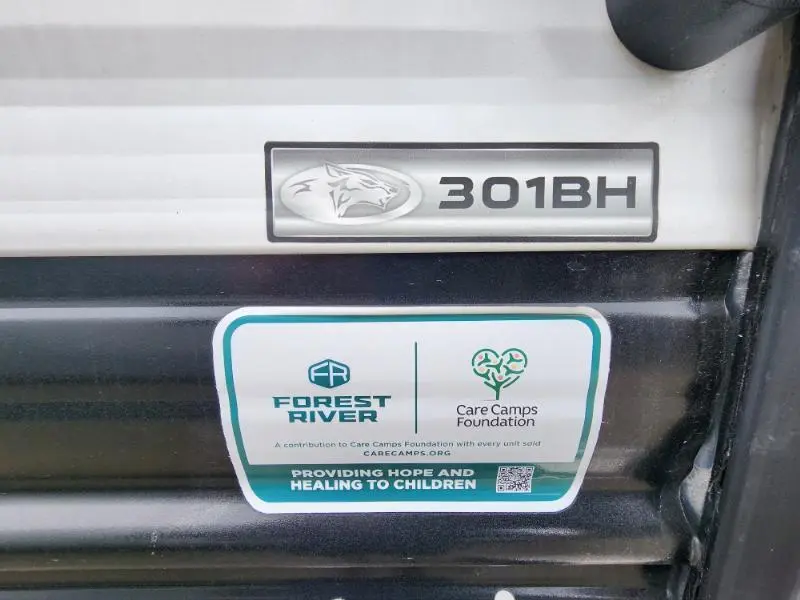 301BH
FR
FOREST
RIVER
Care Camps
Foundation
A contribution to Care Camps Foundation with every unit sold
CARECAMPS.ORG
PROVIDING HOPE AND
HEALING TO CHILDREN